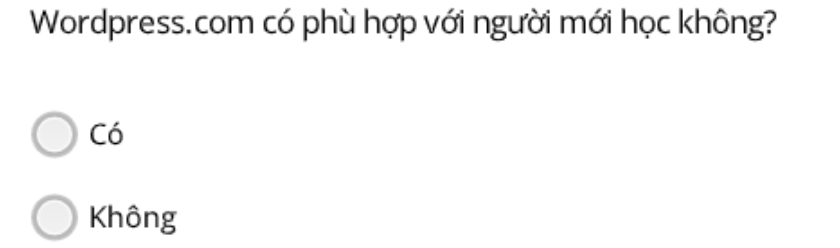 Wordpress.com có phù hợp với người mới học không?
Có
Không